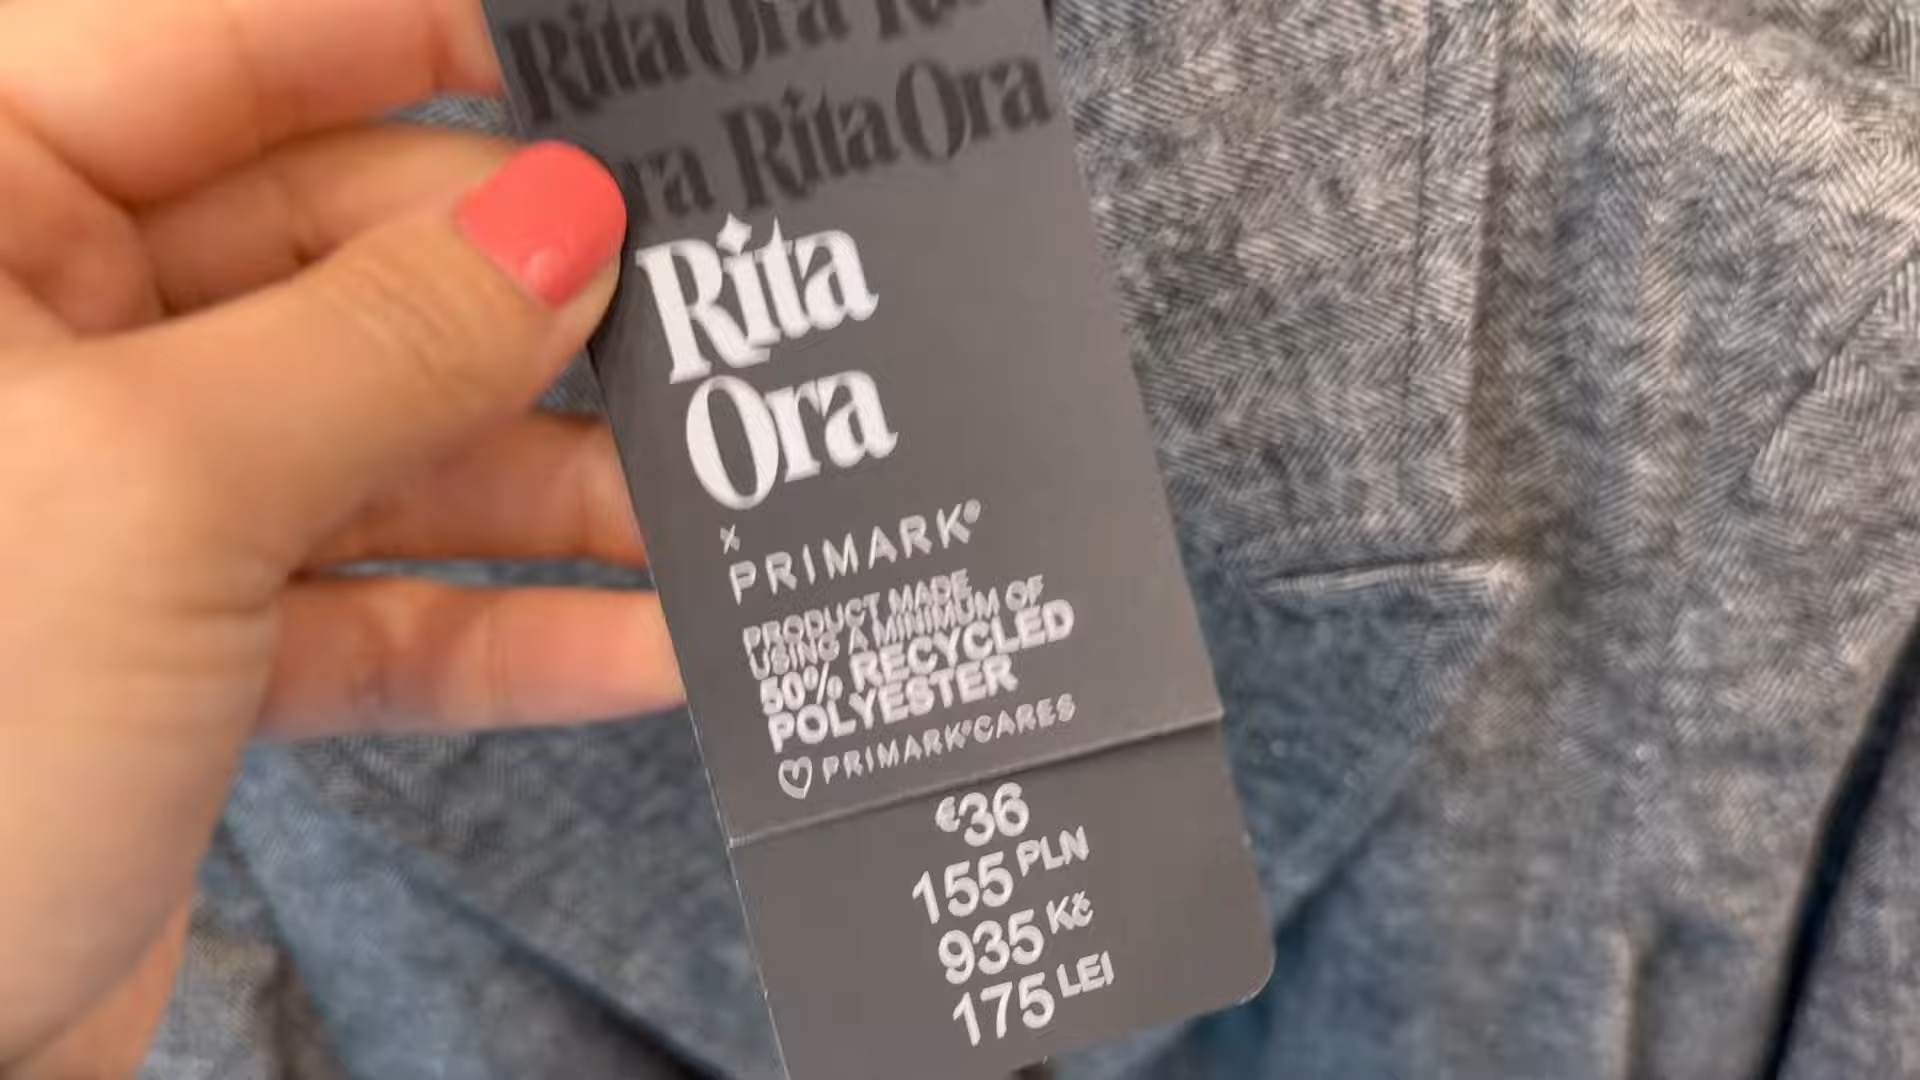 Rita Ora
ra Rita Ora
Rita
Ora
x
PRIMARK®
PRODUCT MADE
USING A MINIMUM OF
50% RECYCLED
POLYESTER
PRIMARK®CARES
€36
155 PLN
935 Kč
175 LEI